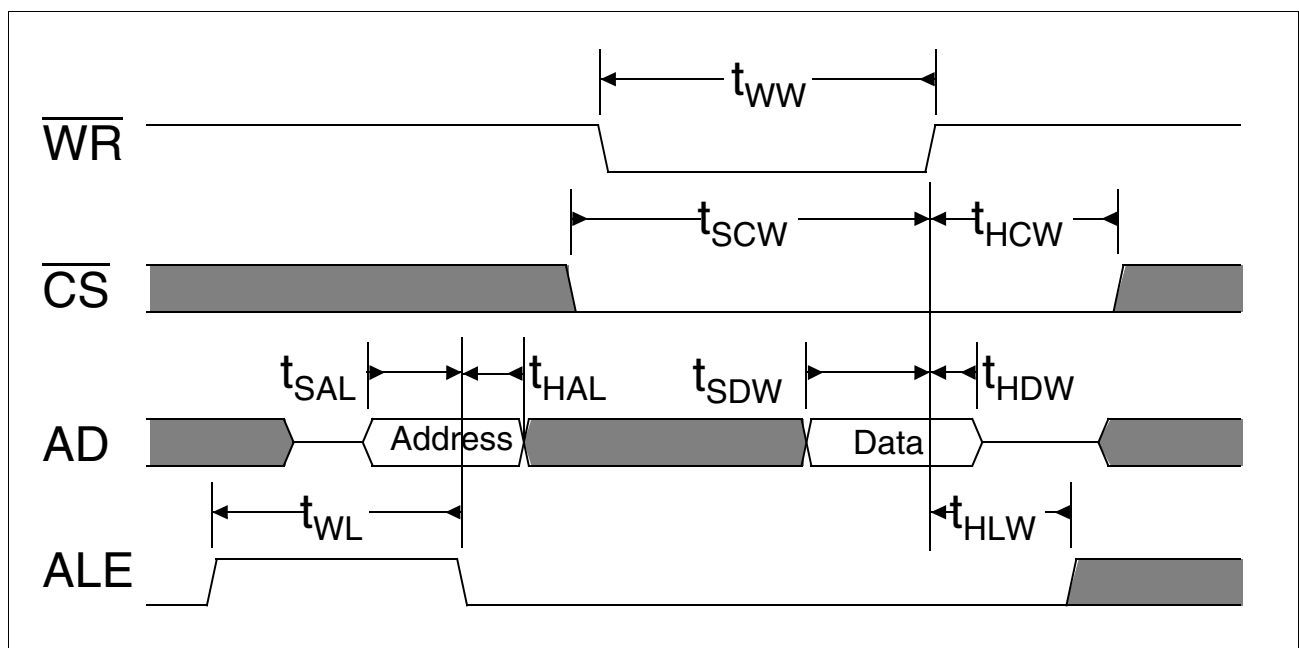 tWW
WR
tSCW
tHCW
CS
tSAL
tHAL
tSDW
tHDW
AD
Address
Data
tWL
tHLW
ALE